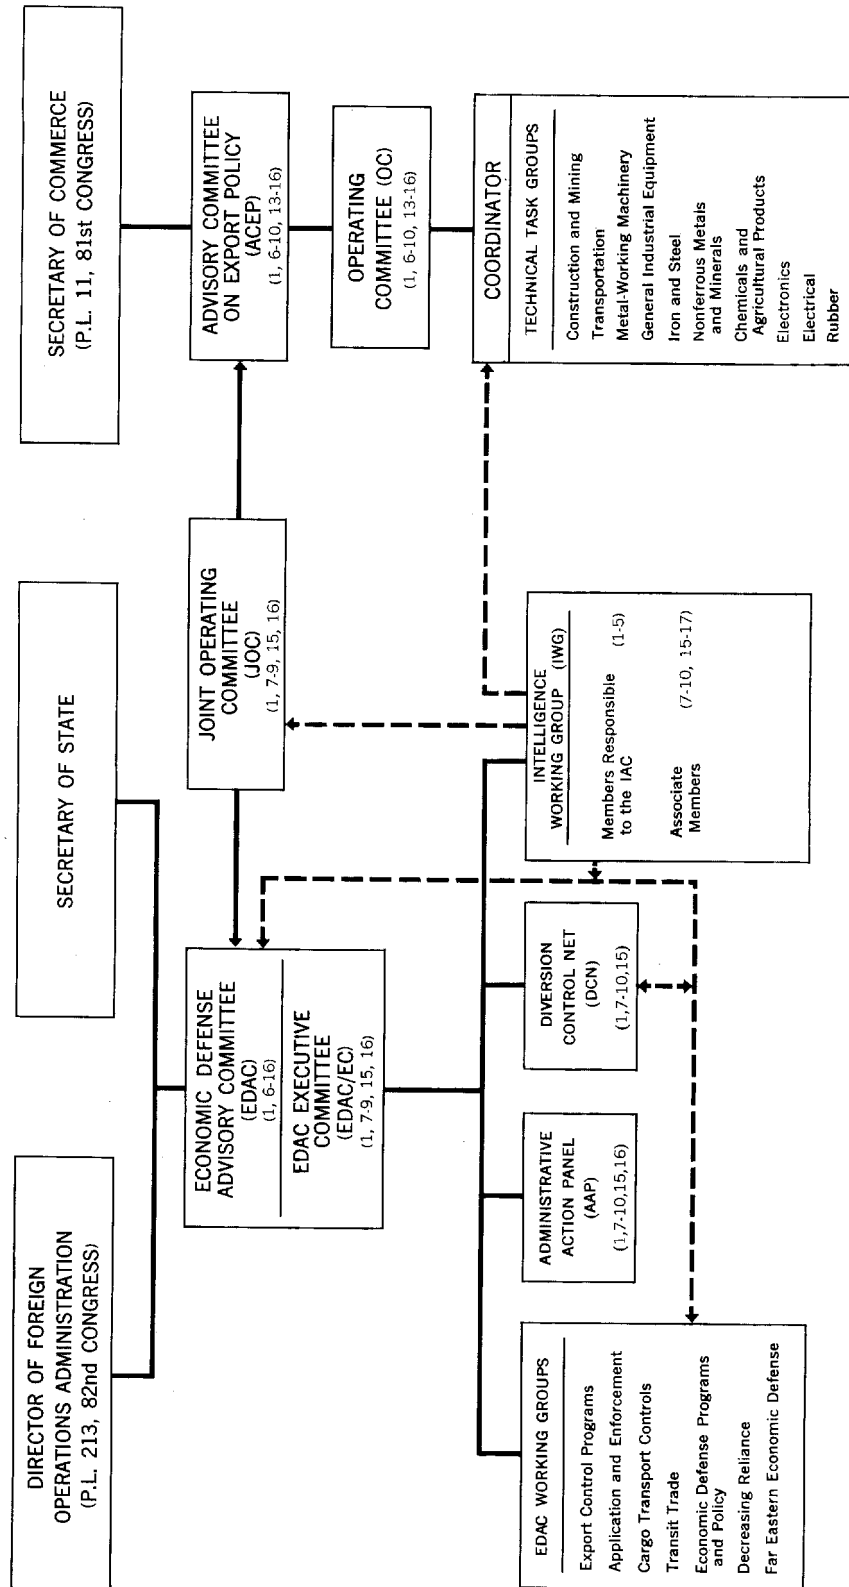 DIRECTOR OF FOREIGN
OPERATIONS ADMINISTRATION
(P.L. 213, 82nd CONGRESS)
SECRETARY OF STATE
SECRETARY OF COMMERCE
(P.L. 11, 81st CONGRESS)
ECONOMIC DEFENSE
ADVISORY COMMITTEE
(EDAC)
(1, 6-16)
EDAC EXECUTIVE
COMMITTEE
(EDAC/EC)
(1, 7-9, 15, 16)
JOINT OPERATING
COMMITTEE
(JOC)
(1, 7-9, 15, 16)
ADVISORY COMMITTEE
ON EXPORT POLICY
(ACEP)
(1, 6-10, 13-16)
OPERATING
COMMITTEE (OC)
(1, 6-10, 13-16)
EDAC WORKING GROUPS
Export Control Programs
Application and Enforcement
Cargo Transport Controls
Transit Trade
Economic Defense Programs
and Policy
Decreasing Reliance
Far Eastern Economic Defense
ADMINISTRATIVE
ACTION PANEL
(AAP)
(1,7-10,15,16)
DIVERSION
CONTROL NET
(DCN)
(1,7-10,15)
INTELLIGENCE
WORKING GROUP (IWG)
Members Responsible (1-5)
to the IAC
Associate (7-10, 15-17)
Members
COORDINATOR
TECHNICAL TASK GROUPS
Construction and Mining
Transportation
Metal-Working Machinery
General Industrial Equipment
Iron and Steel
Nonferrous Metals
and Minerals
Chemicals and
Agricultural Products
Electronics
Electrical
Rubber